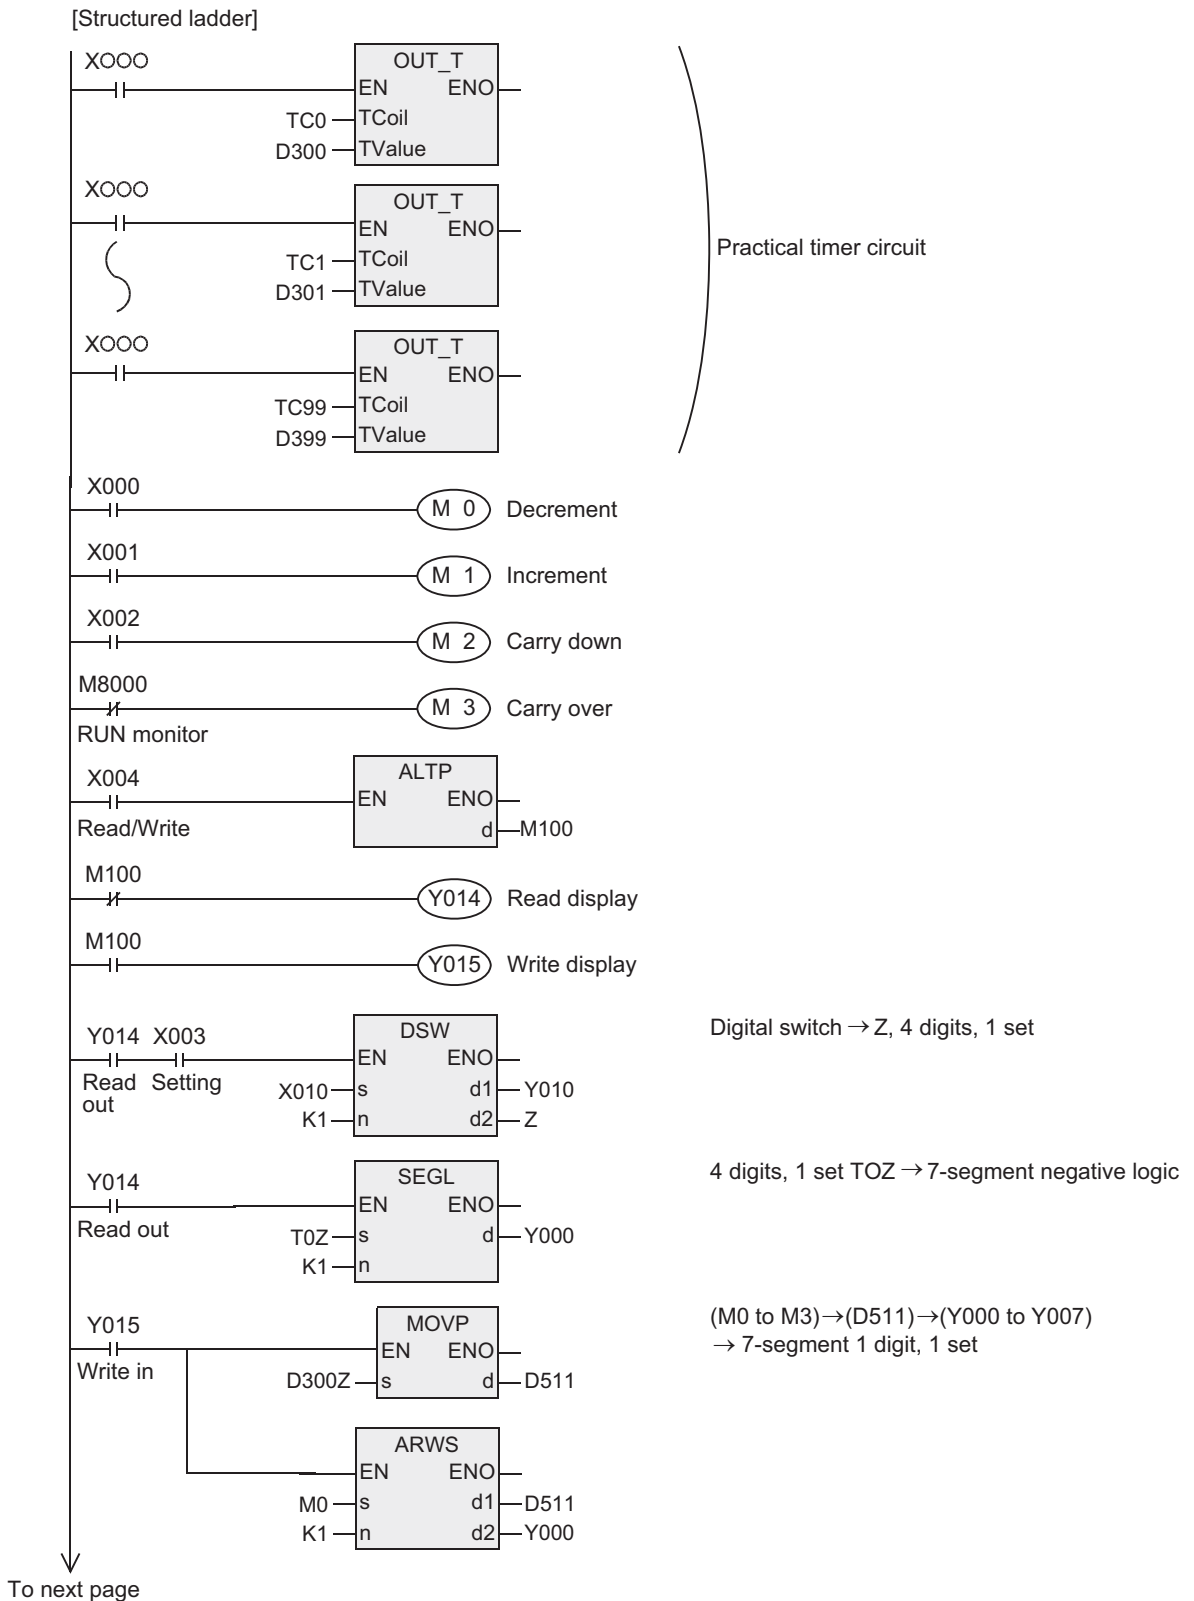 [Structured ladder]
X○○○
OUT_T
EN ENO
TC0 TCoil
D300 TValue
X○○○
OUT_T
EN ENO
TC1 TCoil
D301 TValue
Practical timer circuit
X○○○
OUT_T
EN ENO
TC99 TCoil
D399 TValue
X000
M 0 Decrement
X001
M 1 Increment
X002
M 2 Carry down
M8000
M 3 Carry over
RUN monitor
X004
ALTP
EN ENO
Read/Write
d M100
M100
Y014 Read display
M100
Y015 Write display
Y014 X003
DSW
Digital switch → Z, 4 digits, 1 set
EN ENO
Read Setting
out
X010 s d1 Y010
K1 n d2 Z
Y014
SEGL
4 digits, 1 set TOZ → 7-segment negative logic
EN ENO
Read out
T0Z s d Y000
K1 n
Y015
MOVP
(M0 to M3)→(D511)→(Y000 to Y007)
→ 7-segment 1 digit, 1 set
EN ENO
Write in
D300Z s d D511
ARWS
EN ENO
M0 s d1 D511
K1 n d2 Y000
To next page